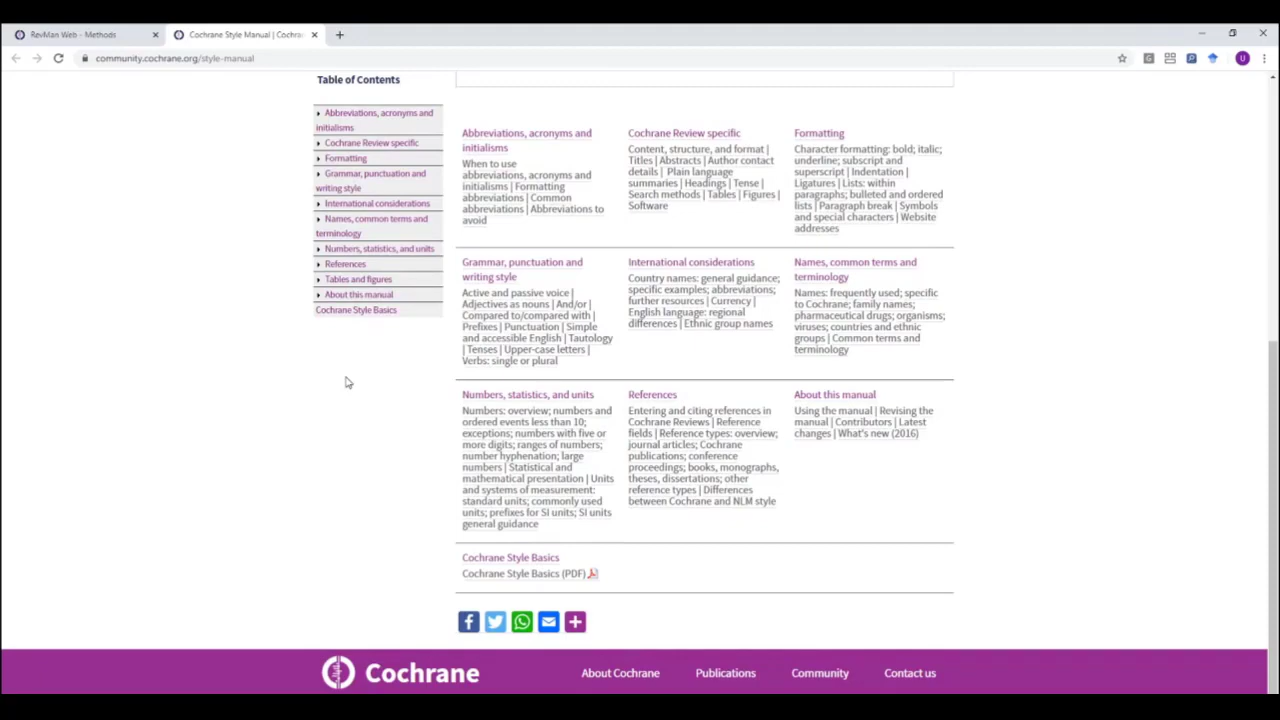 RevMan Web - Methods
Cochrane Style Manual | Cochra
community.cochrane.org/style-manual
U
Table of Contents
Abbreviations, acronyms and
initialisms
Cochrane Review specific
Formatting
Grammar, punctuation and
writing style
International considerations
Names, common terms and
terminology
Numbers, statistics, and units
References
Tables and figures
About this manual
Cochrane Style Basics
Abbreviations, acronyms and
initialisms
When to use
abbreviations, acronyms and
initialisms | Formatting
abbreviations | Common
abbreviations | Abbreviations to
avoid
Cochrane Review specific
Content, structure, and format |
Titles | Abstracts | Author contact
details | Plain language
summaries | Headings | Tense |
Search methods | Tables | Figures |
Software
Formatting
Character formatting: bold; italic;
underline; subscript and
superscript | Indentation |
Ligatures | Lists: within
paragraphs; bulleted and ordered
lists | Paragraph break | Symbols
and special characters | Website
addresses
Grammar, punctuation and
writing style
Active and passive voice |
Adjectives as nouns | And/or |
Compared to/compared with |
Prefixes | Punctuation | Simple
and accessible English | Tautology
| Tenses | Upper-case letters |
Verbs: single or plural
International considerations
Country names: general guidance;
specific examples; abbreviations;
further resources | Currency |
English language: regional
differences | Ethnic group names
Names, common terms and
terminology
Names: frequently used; specific
to Cochrane; family names;
pharmaceutical drugs; organisms;
viruses; countries and ethnic
groups | Common terms and
terminology
Numbers, statistics, and units
Numbers: overview; numbers and
ordered events less than 10;
exceptions; numbers with five or
more digits; ranges of numbers;
number hyphenation; large
numbers | Statistical and
mathematical presentation | Units
and systems of measurement:
standard units; commonly used
units; prefixes for SI units; SI units
general guidance
References
Entering and citing references in
Cochrane Reviews | Reference
fields | Reference types: overview;
journal articles; Cochrane
publications; conference
proceedings; books, monographs,
theses, dissertations; other
reference types | Differences
between Cochrane and NLM style
About this manual
Using the manual | Revising the
manual | Contributors | Latest
changes | What's new (2016)
Cochrane Style Basics
Cochrane Style Basics (PDF)
Cochrane
About Cochrane
Publications
Community
Contact us